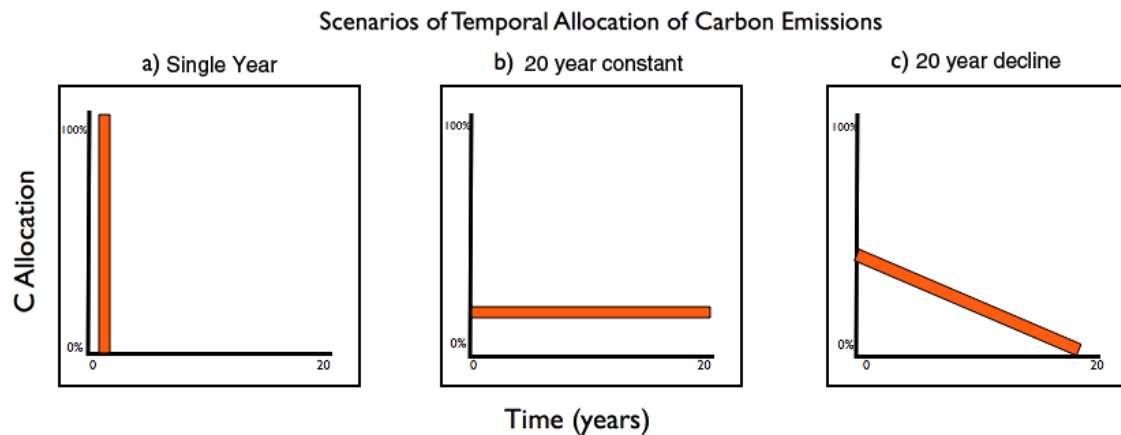 Scenarios of Temporal Allocation of Carbon Emissions
a) Single Year
b) 20 year constant
c) 20 year decline
C Allocation
100%
0%
0
20
100%
0%
0
20
100%
0%
0
20
Time (years)